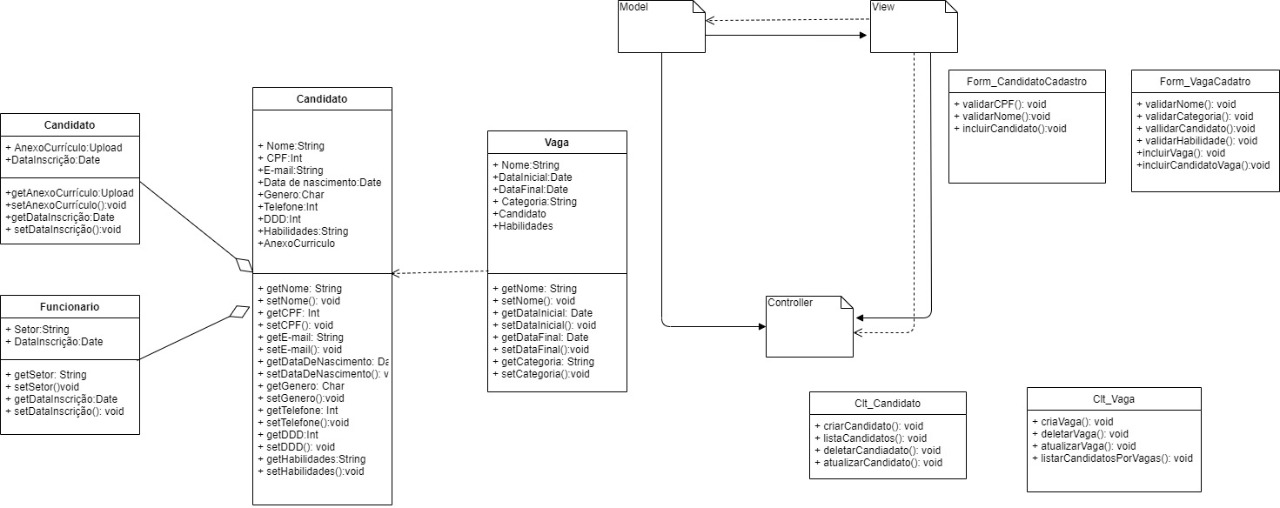 Candidato
+ AnexoCurrículo:Upload
+DataInscrição:Date
+getAnexoCurrículo:Upload
+setAnexoCurrículo():void
+getDataInscrição:Date
+ setDataInscrição():void
Funcionario
+ Setor:String
+ DataInscrição:Date
+ getSetor: String
+ setSetor()void
+ getDataInscrição:Date
+ setDataInscrição(): void
Candidato
+ Nome:String
+ CPF:Int
+E-mail:String
+Data de nascimento:Date
+Genero:Char
+Telefone:Int
+DDD:Int
+Habilidades:String
+AnexoCurriculo
+ getNome: String
+ setNome(): void
+ getCPF: Int
+ setCPF(): void
+ getE-mail: String
+ setE-mail(): void
+ getDataDeNascimento: Da
+ setDataDeNascimento(): v
+ getGenero: Char
+ setGenero():void
+ getTelefone: Int
+ setTelefone():void
+ getDDD:Int
+ setDDD(): void
+ getHabilidades:String
+ setHabilidades():void
Vaga
+ Nome:String
+DataInicial:Date
+DataFinal:Date
+ Categoria:String
+Candidato
+Habilidades
+ getNome: String
+ setNome(): void
+ getDataInicial: Date
+ setDataInicial(): void
+ getDataFinal: Date
+ setDataFinal():void
+ getCategoria: String
+ setCategoria():void
Model
View
Controller
Form_CandidatoCadastro
+ validarCPF(): void
+ validarNome():void
+ incluirCandidato():void
Form_VagaCadatro
+ validarNome(): void
+ validarCategoria(): void
+ vallidarCandidato(): void
+ validarHabilidade(): void
+incluirVaga(): void
+incluirCandidatoVaga(): void
Clt_Candidato
+ criarCandidato(): void
+ listaCandidatos(): void
+ deletarCandiadato(): void
+ atualizarCandidato(): void
Clt_Vaga
+ criaVaga(): void
+ deletarVaga(): void
+ atualizarVaga(): void
+ listarCandidatosPorVagas(): void